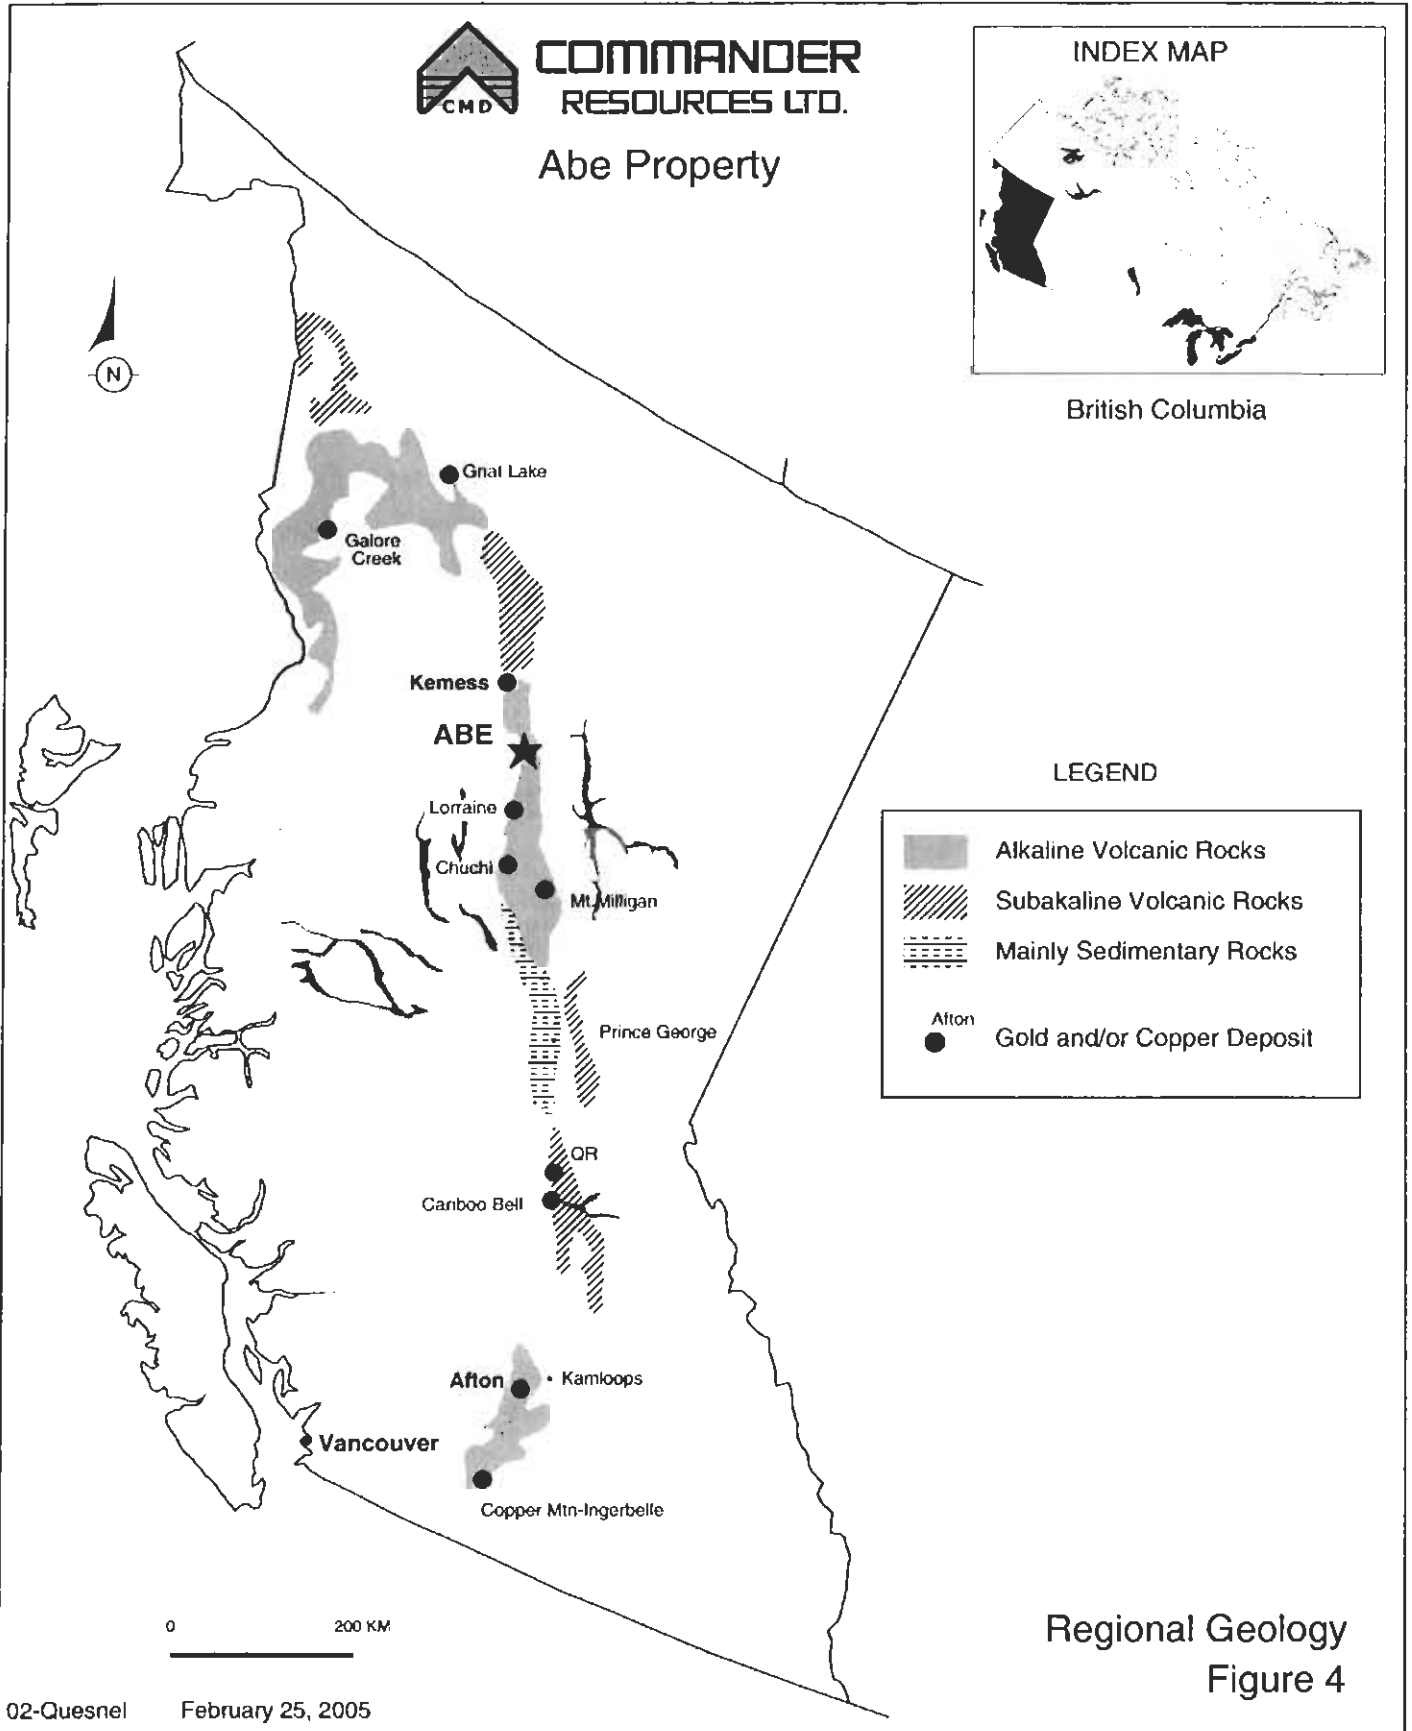 COMMANDER
RESOURCES LTD.
CMD
Abe Property
INDEX MAP
British Columbia
N
Gnat Lake
Galore
Creek
Kemess
ABE
Lorraine
Chuchi
Mt. Milligan
Prince George
QR
Cariboo Bell
Afton
Kamloops
Vancouver
Copper Mtn-Ingerbelle
LEGEND
Alkaline Volcanic Rocks
Subakaline Volcanic Rocks
Mainly Sedimentary Rocks
Afton
Gold and/or Copper Deposit
0 200 KM
02-Quesnel February 25, 2005
Regional Geology
Figure 4